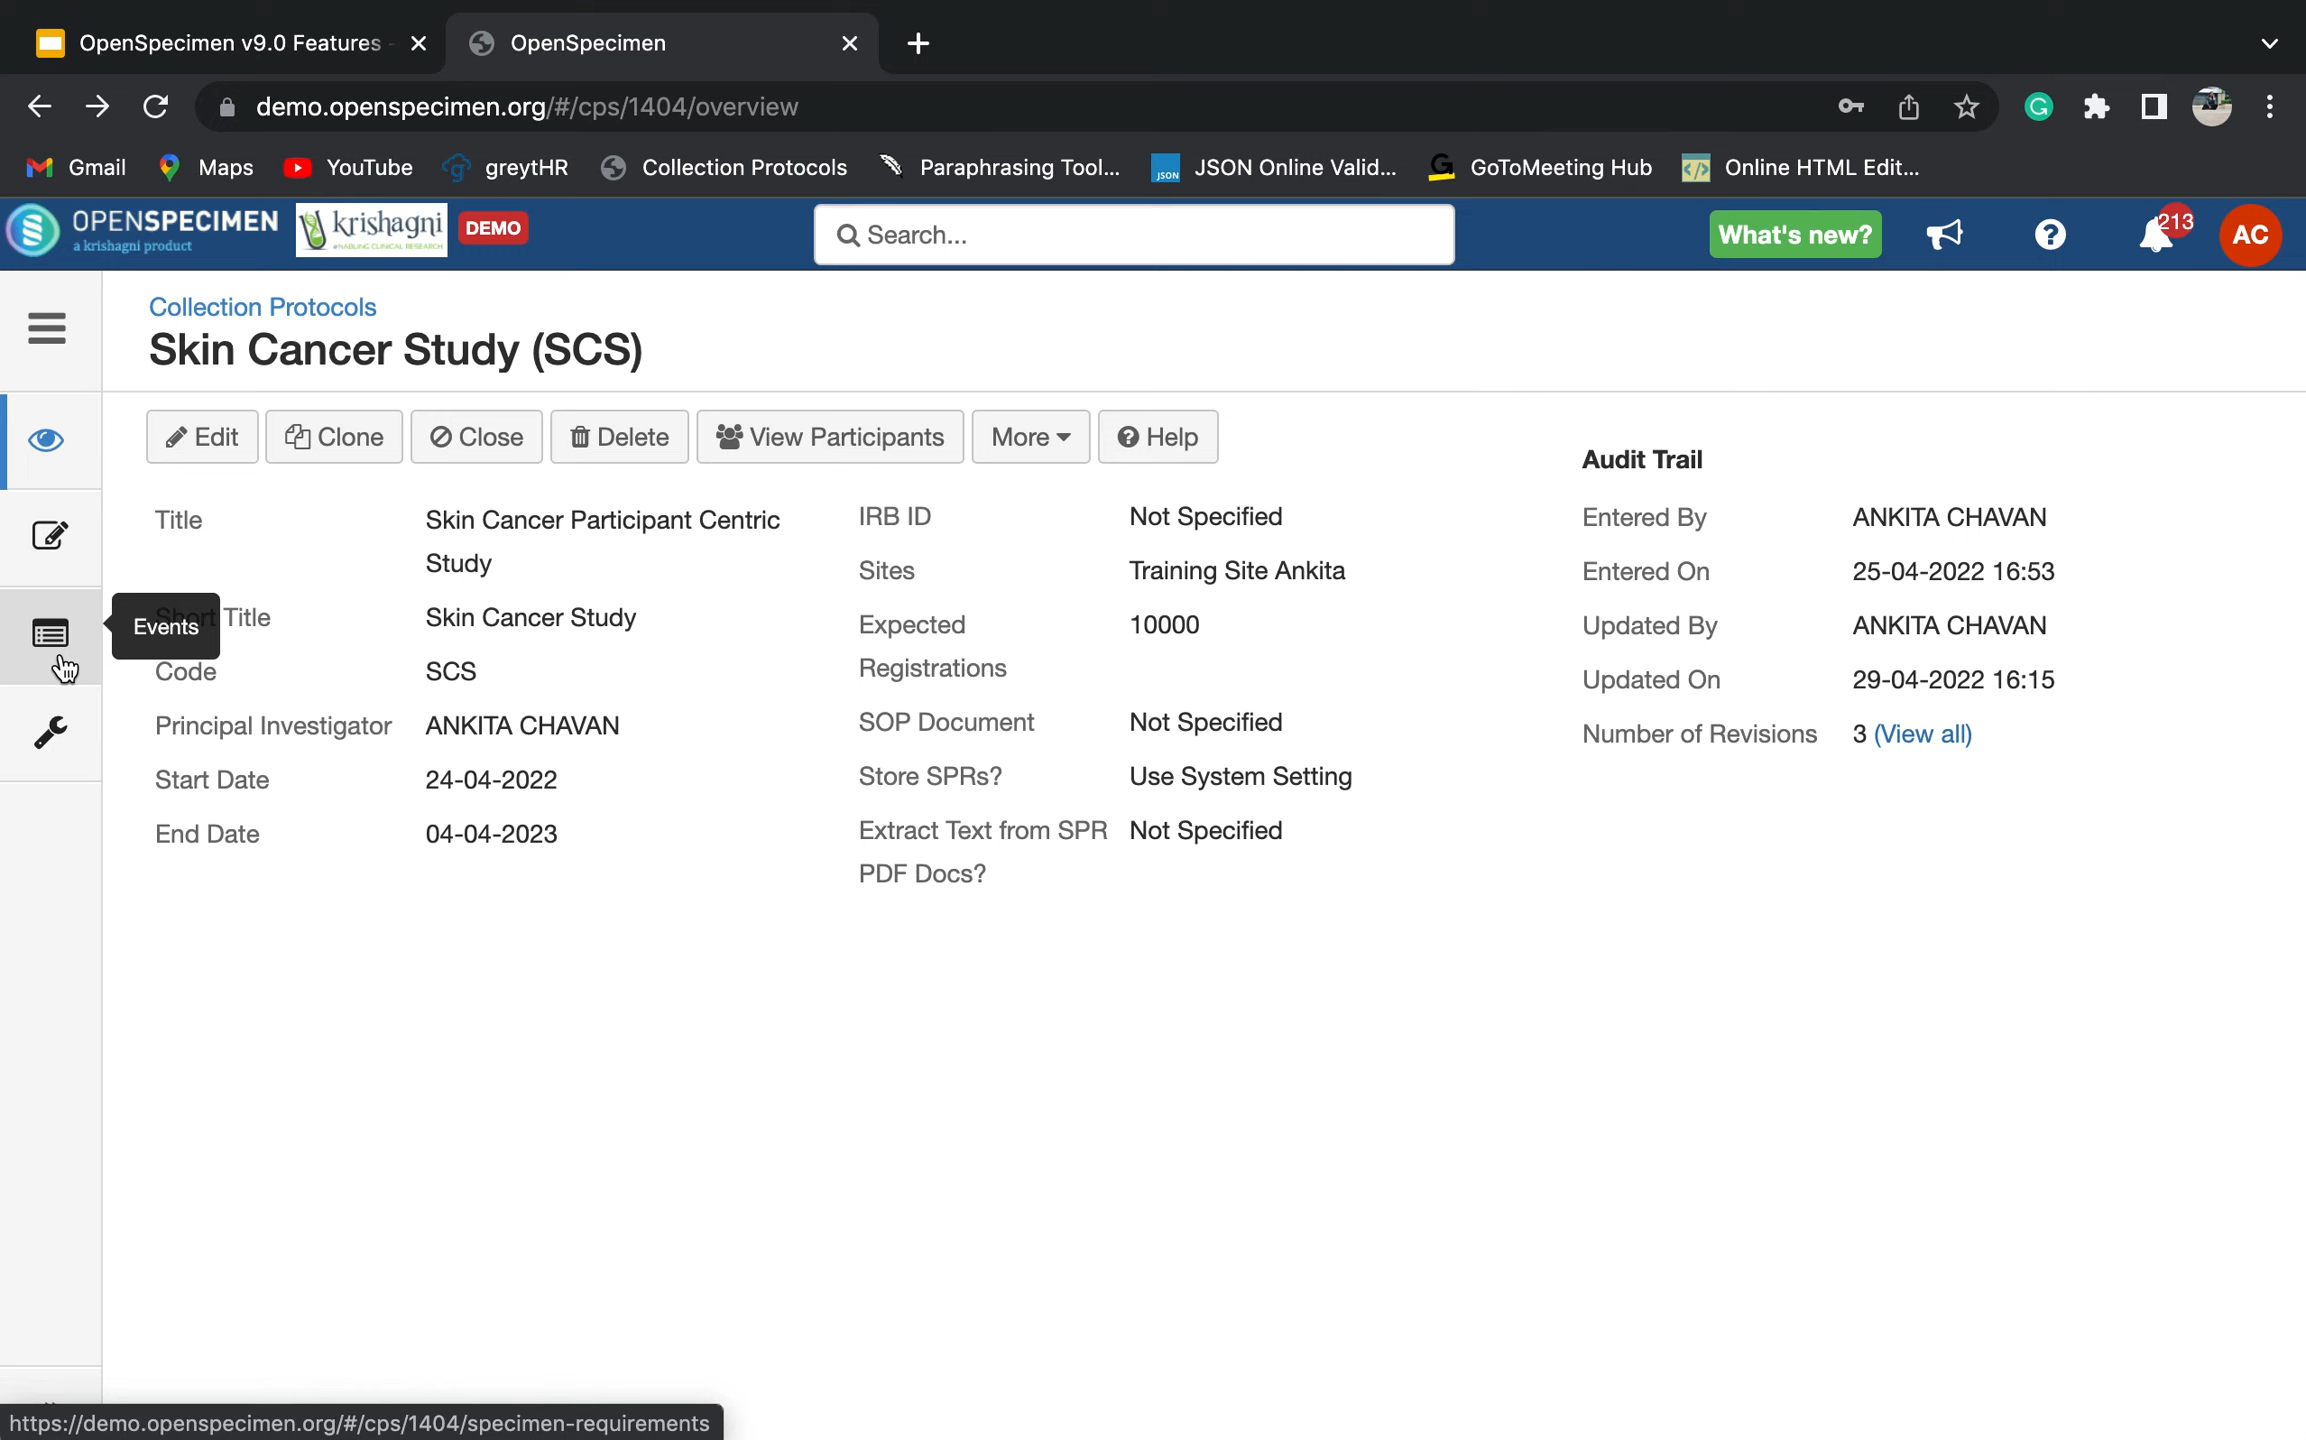 OpenSpecimen v9.0 Features -
OpenSpecimen
demo.openspecimen.org/#/cps/1404/overview
Gmail Maps YouTube greytHR Collection Protocols Paraphrasing Tool... JSON Online Valid... GoToMeeting Hub Online HTML Edit...
OPENSPECIMEN
a krishagni product
krishagni
#NABLING CLINICAL RESEARCH
DEMO
Search...
What's new?
213
AC
Collection Protocols
Skin Cancer Study (SCS)
Edit Clone Close Delete View Participants More Help
Title Skin Cancer Participant Centric
Study
Short Title Skin Cancer Study
Events
Code SCS
Principal Investigator ANKITA CHAVAN
Start Date 24-04-2022
End Date 04-04-2023
IRB ID Not Specified
Sites Training Site Ankita
Expected 10000
Registrations
SOP Document Not Specified
Store SPRs? Use System Setting
Extract Text from SPR Not Specified
PDF Docs?
Audit Trail
Entered By ANKITA CHAVAN
Entered On 25-04-2022 16:53
Updated By ANKITA CHAVAN
Updated On 29-04-2022 16:15
Number of Revisions 3 (View all)
https://demo.openspecimen.org/#/cps/1404/specimen-requirements